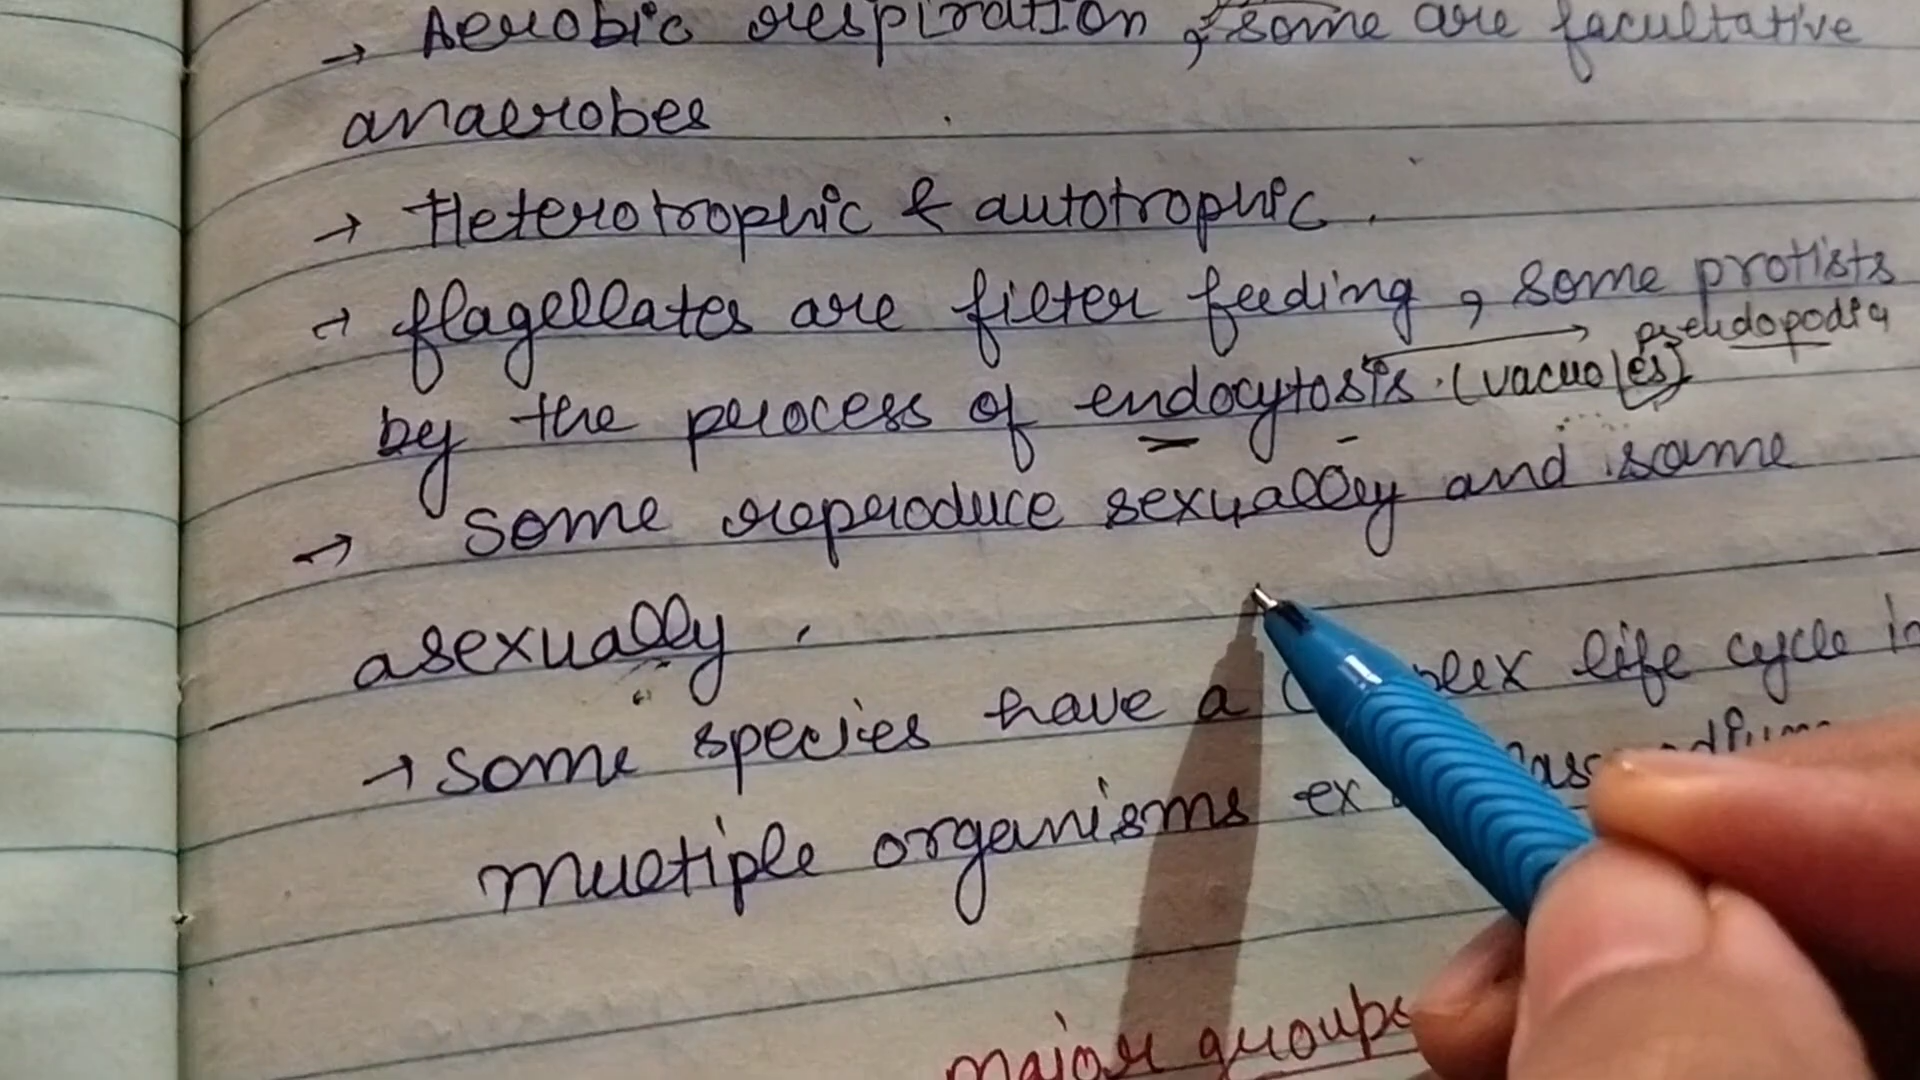 → Aerobic respiration, some are facultative
anaerobes
→ Heterotrophic & autotrophic.
→ flagellates are filter feeding, some protists
pseudopodia
by the process of endocytosis. (vacuoles)
→ some reproduce sexually and some
asexually.
→ some species have a life cycle in
multiple organisms ex
major groups